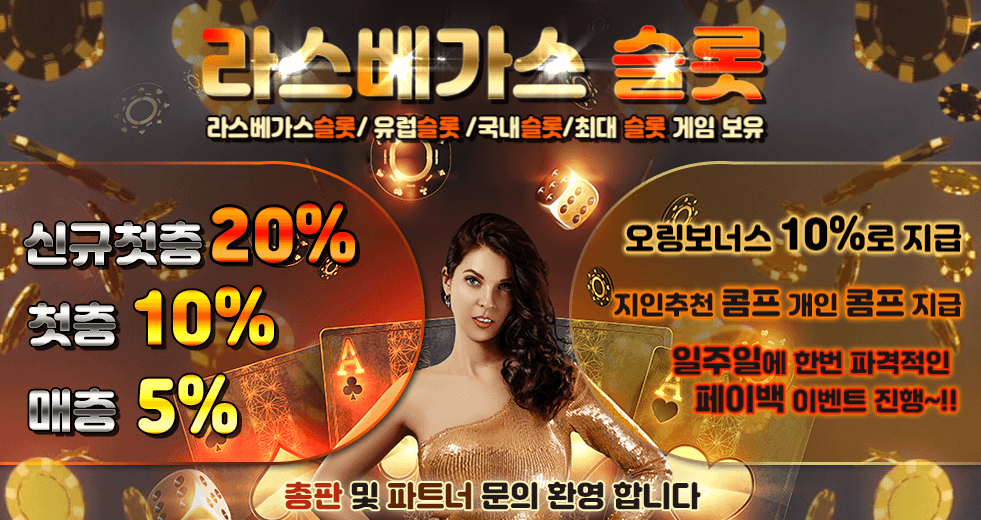 라스베가스 슬롯
라스베가스슬롯/ 유럽슬롯 /국내슬롯/최대 슬롯 게임 보유
신규첫충 20%
첫충 10%
매충 5%
오링보너스 10%로 지급
지인추천 콤프 개인 콤프 지급
일주일에 한번 파격적인
페이백 이벤트 진행~!!
A
A
총판 및 파트너 문의 환영 합니다